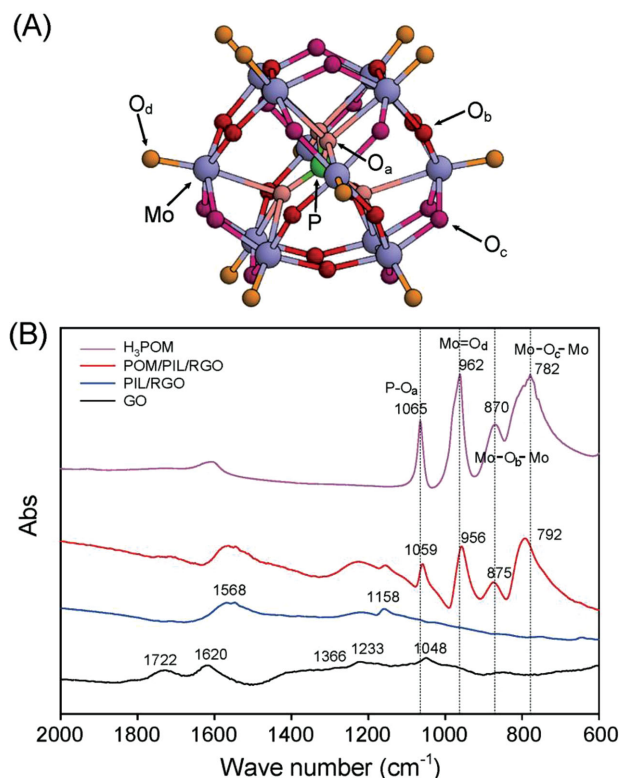 (A)
O_d
O_b
O_a
Mo
P
O_c
(B)
H₃POM
POM/PIL/RGO
PIL/RGO
GO
Mo=O_d
962
Mo-O_c-Mo
782
P-O_a
1065
870
Mo-O_b-Mo
1059
956
875
792
1568
1158
1722
1620
1366
1233
1048
Abs
2000 1800 1600 1400 1200 1000 800 600
Wave number (cm⁻¹)